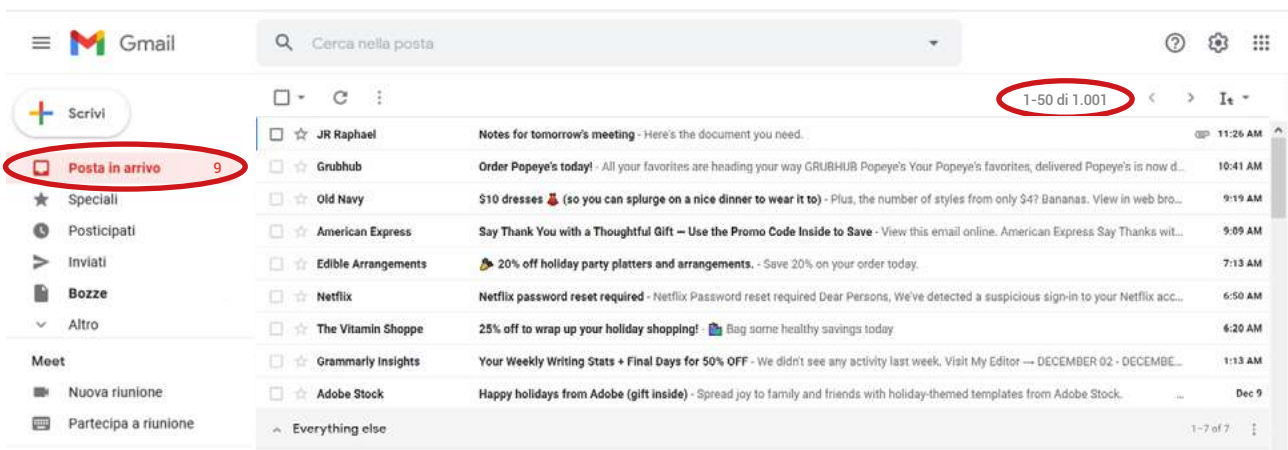 Gmail
Cerca nella posta
Scrivi
1-50 di 1.001
JR Raphael Notes for tomorrow's meeting - Here's the document you need. 11:26 AM
Posta in arrivo 9
Grubhub Order Popeye's today! - All your favorites are heading your way GRUBHUB Popeye's Your Popeye's favorites, delivered Popeye's is now d... 10:41 AM
Speciali
Old Navy $10 dresses 👗 (so you can splurge on a nice dinner to wear it to) - Plus, the number of styles from only $4? Bananas. View in web bro... 9:19 AM
Posticipati
American Express Say Thank You with a Thoughtful Gift — Use the Promo Code Inside to Save - View this email online. American Express Say Thanks wit... 9:09 AM
Inviati
Edible Arrangements 🎉 20% off holiday party platters and arrangements. - Save 20% on your order today. 7:13 AM
Bozze
Netflix Netflix password reset required - Netflix Password reset required Dear Persons, We've detected a suspicious sign-in to your Netflix acc... 6:50 AM
Altro
The Vitamin Shoppe 25% off to wrap up your holiday shopping! - 🛍 Bag some healthy savings today 6:20 AM
Meet
Grammarly Insights Your Weekly Writing Stats + Final Days for 50% OFF - We didn't see any activity last week. Visit My Editor → DECEMBER 02 - DECEMBE... 1:13 AM
Nuova riunione
Adobe Stock Happy holidays from Adobe (gift inside) - Spread joy to family and friends with holiday-themed templates from Adobe Stock. ... Dec 9
Partecipa a riunione
Everything else 1–7 of 7